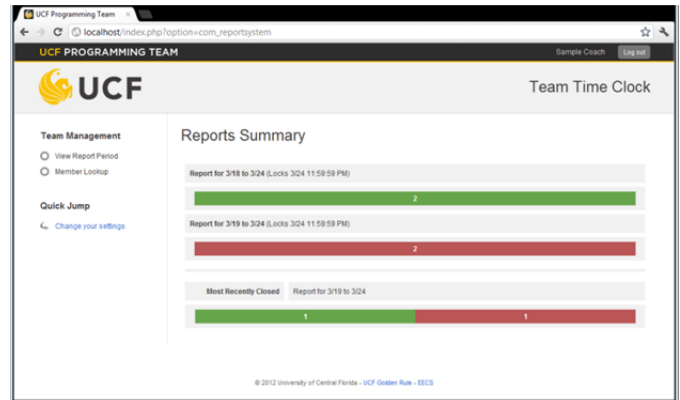 UCF Programming Team
localhost/index.php?option=com_reportsystem
UCF PROGRAMMING TEAM
Sample Coach
Log out
UCF
Team Time Clock
Team Management
View Report Period
Member Lookup
Quick Jump
Change your settings
Reports Summary
Report for 3/18 to 3/24 (Locks 3/24 11:59:59 PM)
2
Report for 3/19 to 3/24 (Locks 3/24 11:59:59 PM)
2
Most Recently Closed Report for 3/19 to 3/24
1 1
© 2012 University of Central Florida - UCF Golden Rule - EECS